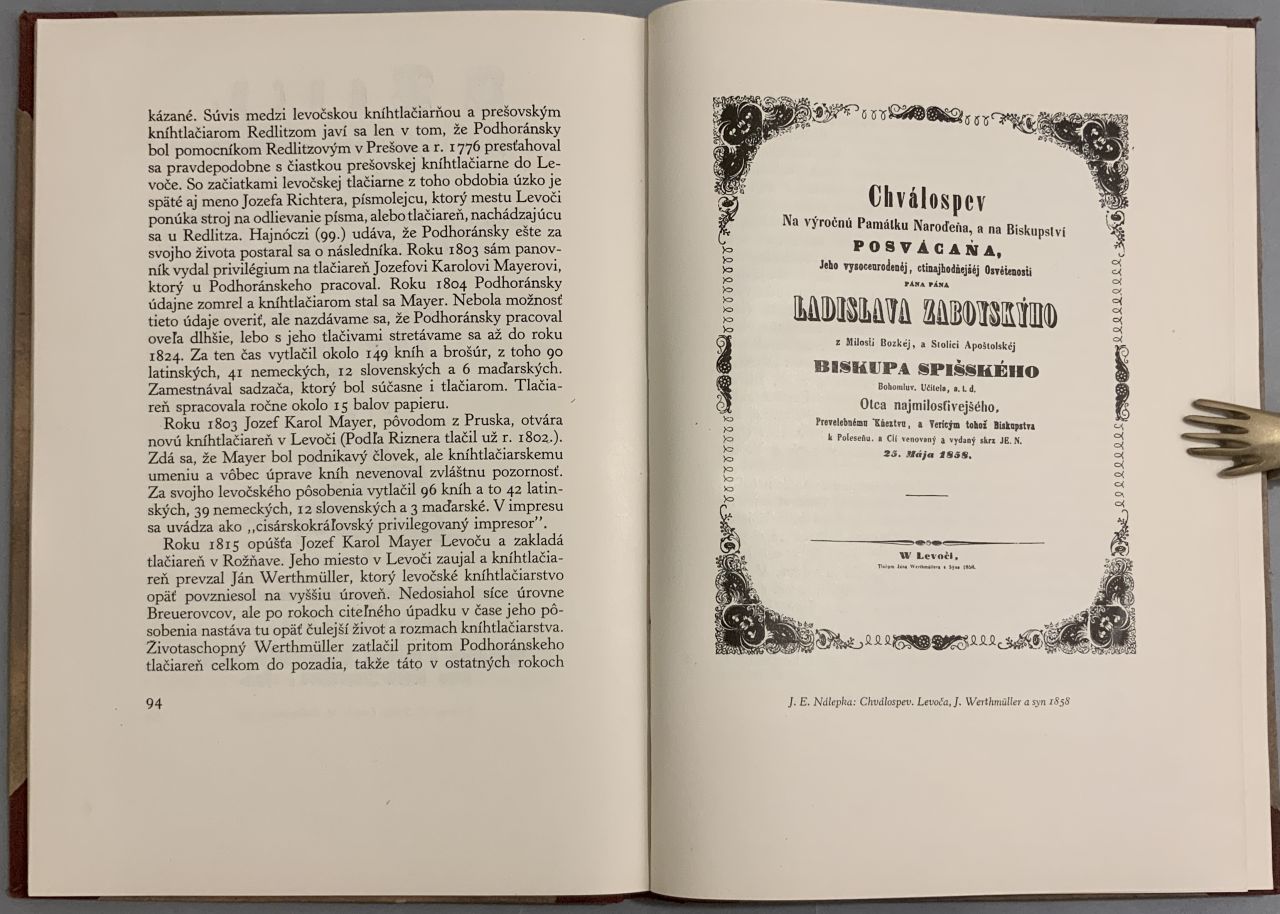 kázané. Súvis medzi levočskou kníhtlačiarňou a prešovským
kníhtlačiarom Redlitzom javí sa len v tom, že Podhoránsky
bol pomocníkom Redlitzovým v Prešove a r. 1776 presťahoval
sa pravdepodobne s čiastkou prešovskej kníhtlačiarne do Le-
voče. So začiatkami levočskej tlačiarne z toho obdobia úzko je
späté aj meno Jozefa Richtera, písmolejcu, ktorý mestu Levoči
ponúka stroj na odlievanie písma, alebo tlačiareň, nachádzajúcu
sa u Redlitza. Hajnóczi (99.) udáva, že Podhoránsky ešte za
svojho života postaral sa o následníka. Roku 1803 sám panov-
ník vydal privilégium na tlačiareň Jozefovi Karolovi Mayerovi,
ktorý u Podhoránskeho pracoval. Roku 1804 Podhoránsky
údajne zomrel a kníhtlačiarom stal sa Mayer. Nebola možnosť
tieto údaje overiť, ale nazdávame sa, že Podhoránsky pracoval
oveľa dlhšie, lebo s jeho tlačivami stretávame sa až do roku
1824. Za ten čas vytlačil okolo 149 kníh a brošúr, z toho 90
latinských, 41 nemeckých, 12 slovenských a 6 maďarských.
Zamestnával sadzača, ktorý bol súčasne i tlačiarom. Tlačia-
reň spracovala ročne okolo 15 balov papieru.
Roku 1803 Jozef Karol Mayer, pôvodom z Pruska, otvára
novú kníhtlačiareň v Levoči (Podľa Riznera tlačil už r. 1802.).
Zdá sa, že Mayer bol podnikavý človek, ale kníhtlačiarskemu
umeniu a vôbec úprave kníh nevenoval zvláštnu pozornosť.
Za svojho levočského pôsobenia vytlačil 96 kníh a to 42 latin-
ských, 39 nemeckých, 12 slovenských a 3 maďarské. V impresu
sa uvádza ako „cisárskokráľovský privilegovaný impresor”.
Roku 1815 opúšťa Jozef Karol Mayer Levoču a zakladá
tlačiareň v Rožňave. Jeho miesto v Levoči zaujal a kníhtlačia-
reň prevzal Ján Werthmüller, ktorý levočské kníhtlačiarstvo
opäť povzniesol na vyššiu úroveň. Nedosiahol síce úrovne
Breuerovcov, ale po rokoch citeľného úpadku v čase jeho pô-
sobenia nastáva tu opäť čulejší život a rozmach kníhtlačiarstva.
Životaschopný Werthmüller zatlačil pritom Podhoránskeho
tlačiareň celkom do pozadia, takže táto v ostatných rokoch
94
Chválospev
Na výročnú Památku Naroďeňa, a na Biskupství
POSVÁCAŇA,
Jeho vysoceurodenéj, ctinajhodňejšéj Osvétenosti
PÁNA PÁNA
LADISLAVA ZABOYSKÝHO
z Milosti Bozkéj, a Stolici Apoštolskéj
BISKUPA SPIŠSKÉHO
Bohomluv. Učitela, a. t. d.
Otca najmilosťivejšého,
Prevelebnému Kňeztvu, a Verícým tohož Biskupstva
k Poleseňu. a Cťi venovaný a vydaný skrz JE. N.
25. Mája 1858.
W Levoči,
Tlačom Jána Werthmüllera a Syna 1858.
J. E. Nálepka: Chválospev. Levoča, J. Werthmüller a syn 1858